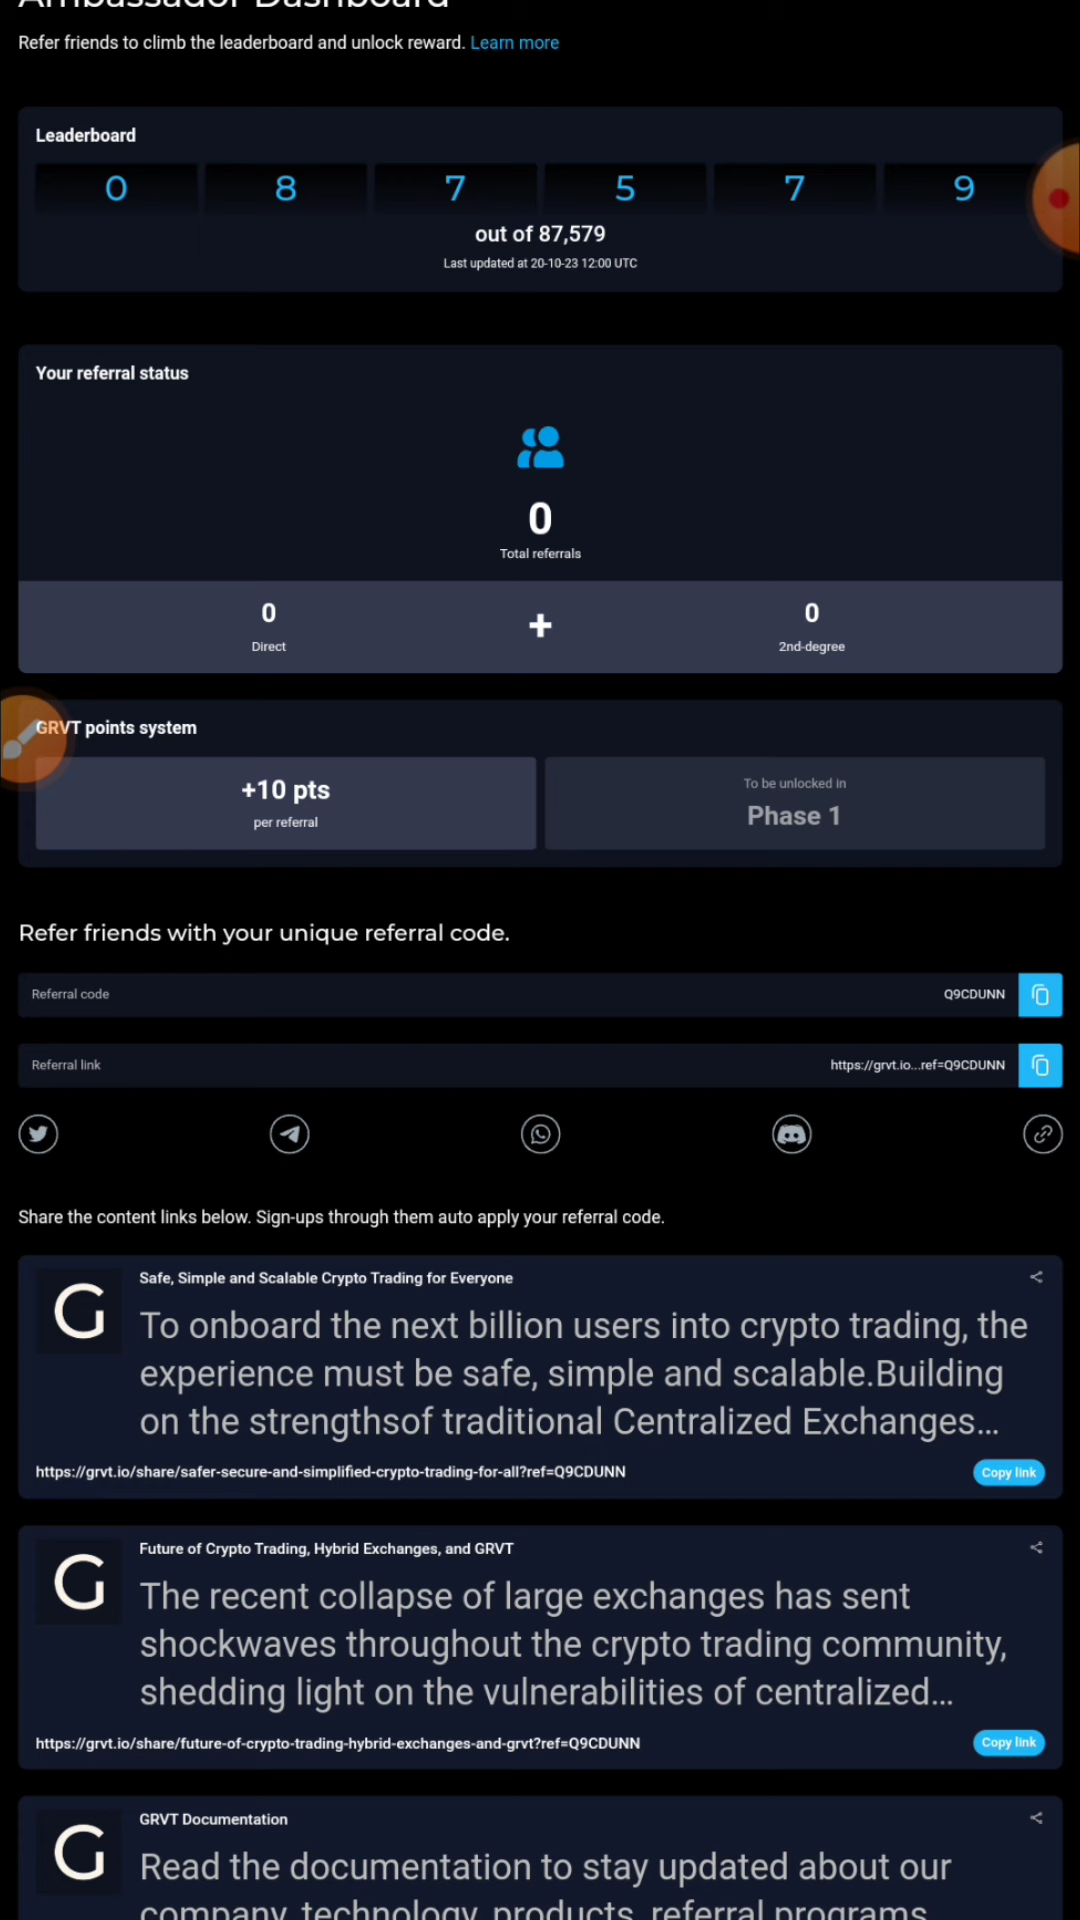 Ambassador Dashboard
Refer friends to climb the leaderboard and unlock reward. Learn more
Leaderboard
0 8 7 5 7 9
out of 87,579
Last updated at 20-10-23 12:00 UTC
Your referral status
0
Total referrals
0 + 0
Direct 2nd-degree
GRVT points system
+10 pts
per referral
To be unlocked in
Phase 1
Refer friends with your unique referral code.
Referral code Q9CDUNN
Referral link https://grvt.io...ref=Q9CDUNN
Share the content links below. Sign-ups through them auto apply your referral code.
G
Safe, Simple and Scalable Crypto Trading for Everyone
To onboard the next billion users into crypto trading, the
experience must be safe, simple and scalable.Building
on the strengthsof traditional Centralized Exchanges...
https://grvt.io/share/safer-secure-and-simplified-crypto-trading-for-all?ref=Q9CDUNN Copy link
G
Future of Crypto Trading, Hybrid Exchanges, and GRVT
The recent collapse of large exchanges has sent
shockwaves throughout the crypto trading community,
shedding light on the vulnerabilities of centralized...
https://grvt.io/share/future-of-crypto-trading-hybrid-exchanges-and-grvt?ref=Q9CDUNN Copy link
G
GRVT Documentation
Read the documentation to stay updated about our
company, technology, products, referral programs